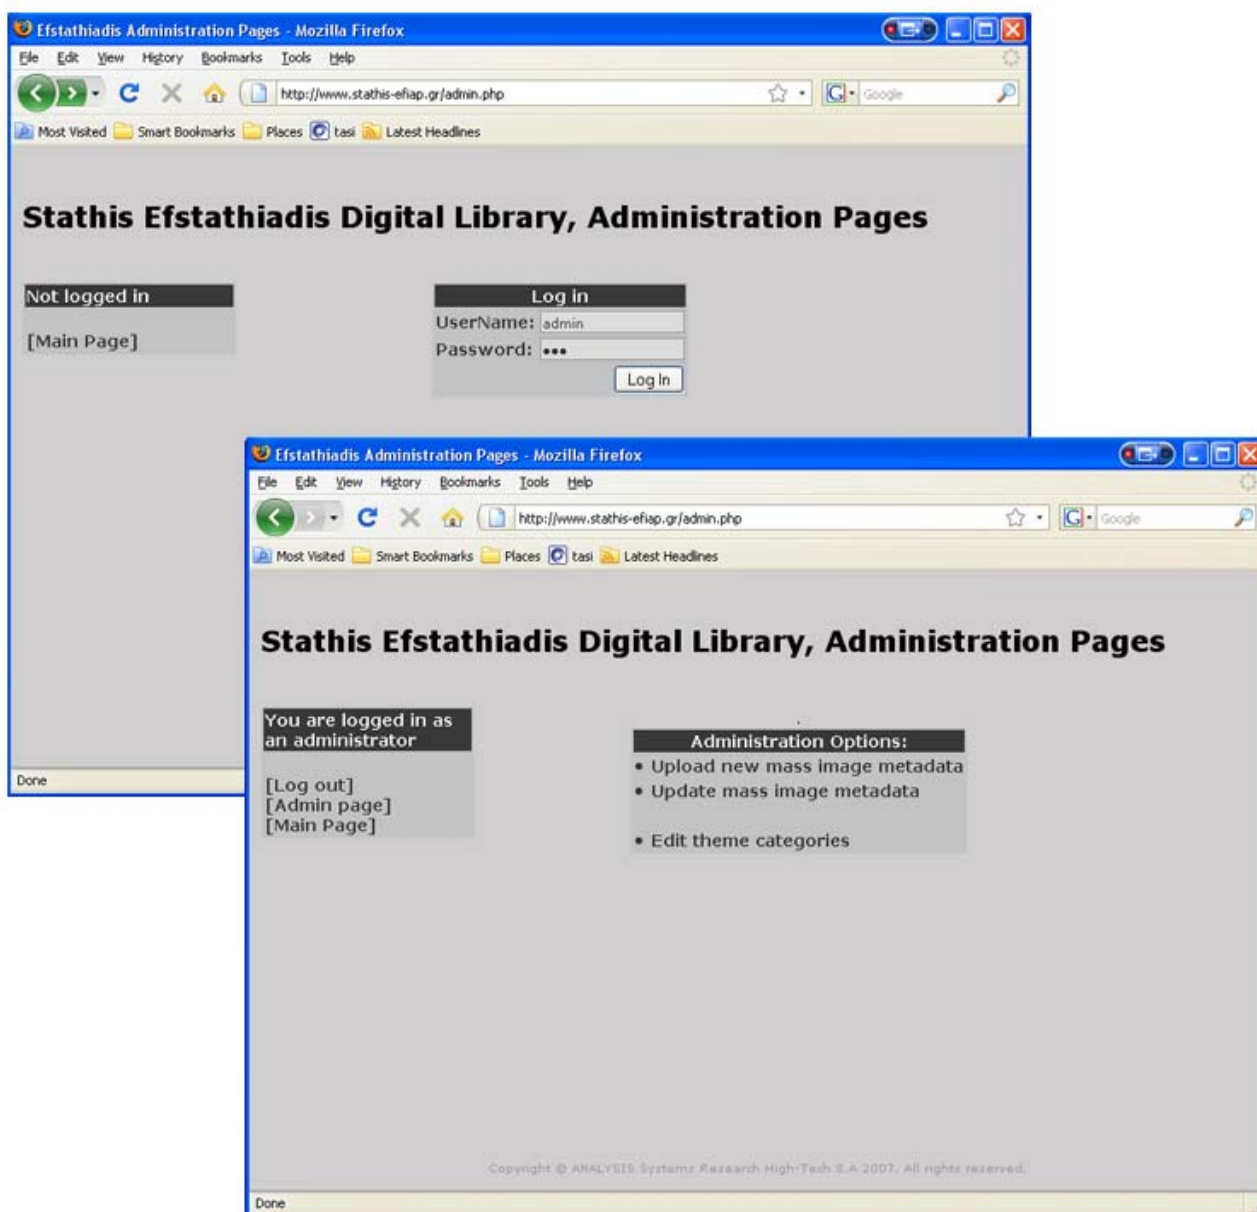 Efstathiadis Administration Pages - Mozilla Firefox
File Edit View History Bookmarks Tools Help
http://www.stathis-efiap.gr/admin.php G Google
Most Visited Smart Bookmarks Places tasi Latest Headlines
Stathis Efstathiadis Digital Library, Administration Pages
Not logged in
[Main Page]
Log in
UserName: admin
Password: •••
Log In
Done
Efstathiadis Administration Pages - Mozilla Firefox
File Edit View History Bookmarks Tools Help
http://www.stathis-efiap.gr/admin.php G Google
Most Visited Smart Bookmarks Places tasi Latest Headlines
Stathis Efstathiadis Digital Library, Administration Pages
You are logged in as
an administrator
[Log out]
[Admin page]
[Main Page]
Administration Options:
• Upload new mass image metadata
• Update mass image metadata
• Edit theme categories
Copyright © ANALYSIS Systems Research High-Tech S.A 2007. All rights reserved.
Done